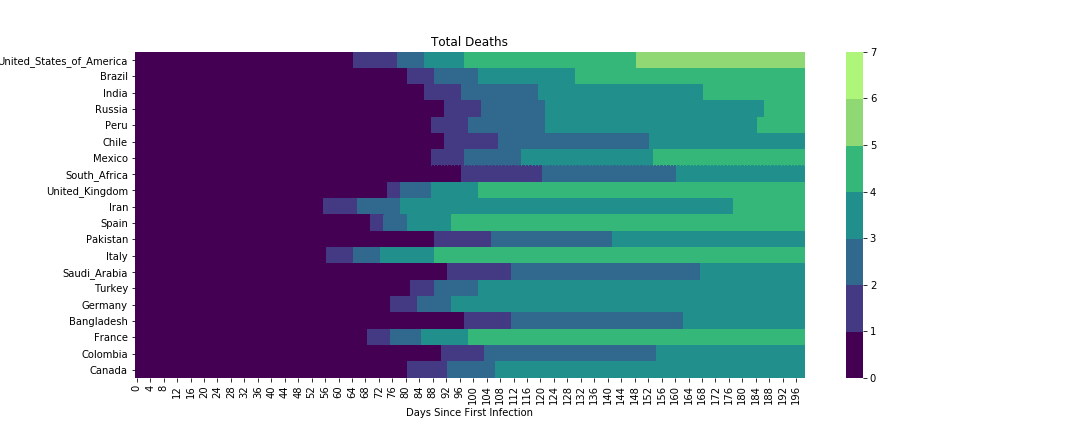 Total Deaths
United_States_of_America
Brazil
India
Russia
Peru
Chile
Mexico
South_Africa
United_Kingdom
Iran
Spain
Pakistan
Italy
Saudi_Arabia
Turkey
Germany
Bangladesh
France
Colombia
Canada
0 4 8 12 16 20 24 28 32 36 40 44 48 52 56 60 64 68 72 76 80 84 88 92 96 100 104 108 112 116 120 124 128 132 136 140 144 148 152 156 160 164 168 172 176 180 184 188 192 196
Days Since First Infection
7
6
5
4
3
2
1
0